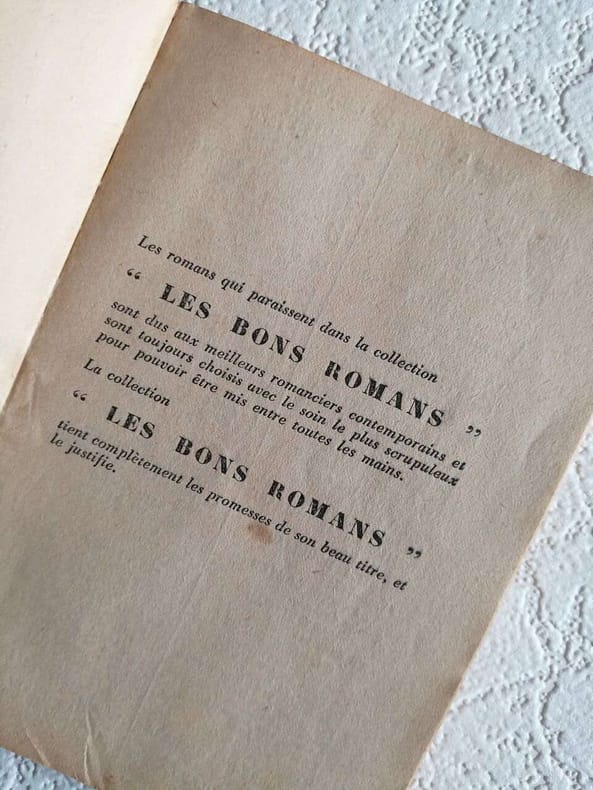 Les romans qui paraissent dans la collection
“ LES BONS ROMANS ”
sont dus aux meilleurs romanciers contemporains et
sont toujours choisis avec le soin le plus scrupuleux
pour pouvoir être mis entre toutes les mains.
La collection
“ LES BONS ROMANS ”
tient complètement les promesses de son beau titre, et
le justifie.